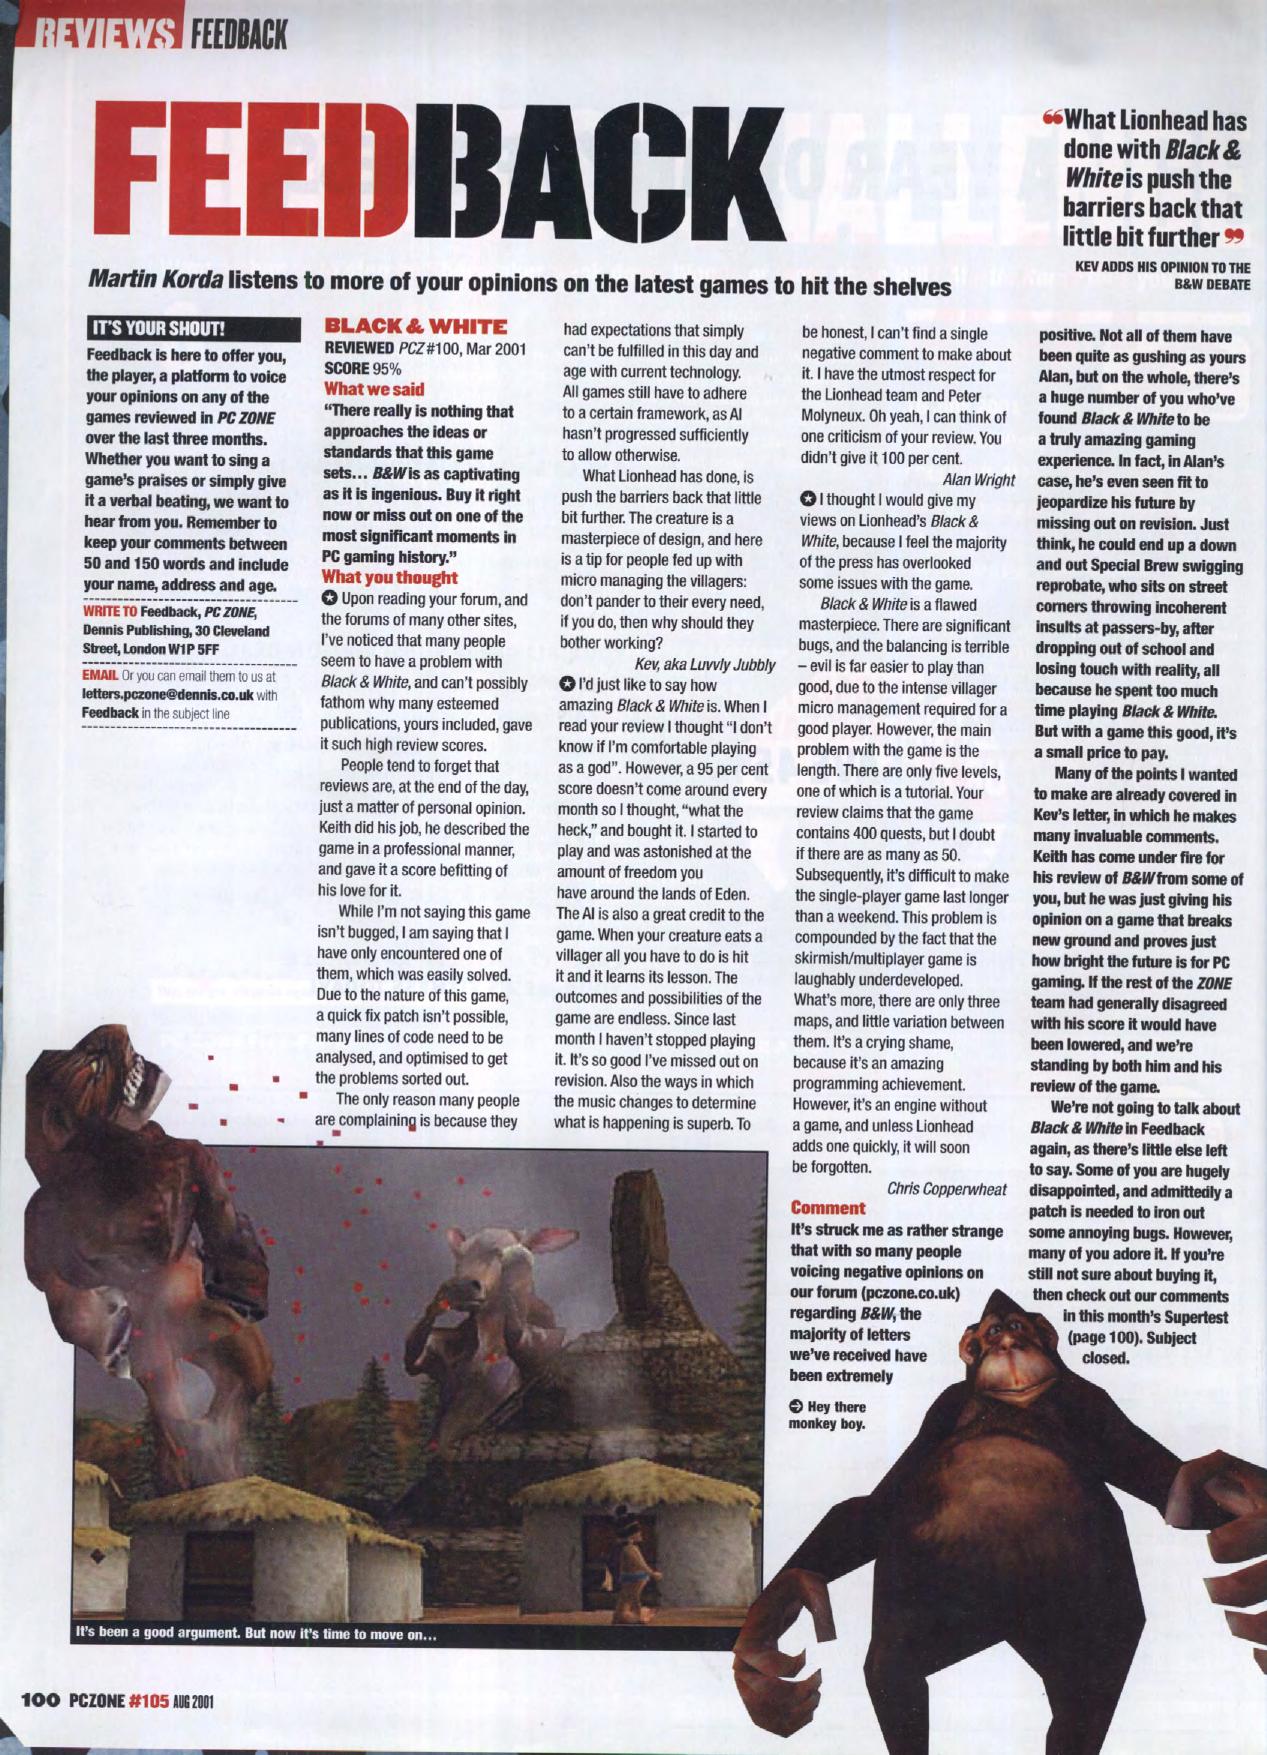 REVIEWS FEEDBACK
FEEDBACK
Martin Korda listens to more of your opinions on the latest games to hit the shelves
“What Lionhead has
done with Black &
White is push the
barriers back that
little bit further”
KEV ADDS HIS OPINION TO THE
B&W DEBATE
IT'S YOUR SHOUT!
Feedback is here to offer you,
the player, a platform to voice
your opinions on any of the
games reviewed in PC ZONE
over the last three months.
Whether you want to sing a
game's praises or simply give
it a verbal beating, we want to
hear from you. Remember to
keep your comments between
50 and 150 words and include
your name, address and age.
WRITE TO Feedback, PC ZONE,
Dennis Publishing, 30 Cleveland
Street, London W1P 5FF
EMAIL Or you can email them to us at
letters.pczone@dennis.co.uk with
Feedback in the subject line
BLACK & WHITE
REVIEWED PCZ #100, Mar 2001
SCORE 95%
What we said
“There really is nothing that
approaches the ideas or
standards that this game
sets... B&W is as captivating
as it is ingenious. Buy it right
now or miss out on one of the
most significant moments in
PC gaming history.”
What you thought
Upon reading your forum, and
the forums of many other sites,
I've noticed that many people
seem to have a problem with
Black & White, and can't possibly
fathom why many esteemed
publications, yours included, gave
it such high review scores.
People tend to forget that
reviews are, at the end of the day,
just a matter of personal opinion.
Keith did his job, he described the
game in a professional manner,
and gave it a score befitting of
his love for it.
While I'm not saying this game
isn't bugged, I am saying that I
have only encountered one of
them, which was easily solved.
Due to the nature of this game,
a quick fix patch isn't possible,
many lines of code need to be
analysed, and optimised to get
the problems sorted out.
The only reason many people
are complaining is because they
had expectations that simply
can't be fulfilled in this day and
age with current technology.
All games still have to adhere
to a certain framework, as AI
hasn't progressed sufficiently
to allow otherwise.
What Lionhead has done, is
push the barriers back that little
bit further. The creature is a
masterpiece of design, and here
is a tip for people fed up with
micro managing the villagers:
don't pander to their every need,
if you do, then why should they
bother working?
Kev, aka Luvvly Jubbly
I'd just like to say how
amazing Black & White is. When I
read your review I thought “I don't
know if I'm comfortable playing
as a god”. However, a 95 per cent
score doesn't come around every
month so I thought, “what the
heck,” and bought it. I started to
play and was astonished at the
amount of freedom you
have around the lands of Eden.
The AI is also a great credit to the
game. When your creature eats a
villager all you have to do is hit
it and it learns its lesson. The
outcomes and possibilities of the
game are endless. Since last
month I haven't stopped playing
it. It's so good I've missed out on
revision. Also the ways in which
the music changes to determine
what is happening is superb. To
be honest, I can't find a single
negative comment to make about
it. I have the utmost respect for
the Lionhead team and Peter
Molyneux. Oh yeah, I can think of
one criticism of your review. You
didn't give it 100 per cent.
Alan Wright
I thought I would give my
views on Lionhead's Black &
White, because I feel the majority
of the press has overlooked
some issues with the game.
Black & White is a flawed
masterpiece. There are significant
bugs, and the balancing is terrible
– evil is far easier to play than
good, due to the intense villager
micro management required for a
good player. However, the main
problem with the game is the
length. There are only five levels,
one of which is a tutorial. Your
review claims that the game
contains 400 quests, but I doubt
if there are as many as 50.
Subsequently, it's difficult to make
the single-player game last longer
than a weekend. This problem is
compounded by the fact that the
skirmish/multiplayer game is
laughably underdeveloped.
What's more, there are only three
maps, and little variation between
them. It's a crying shame,
because it's an amazing
programming achievement.
However, it's an engine without
a game, and unless Lionhead
adds one quickly, it will soon
be forgotten.
Chris Copperwheat
Comment
It's struck me as rather strange
that with so many people
voicing negative opinions on
our forum (pczone.co.uk)
regarding B&W, the
majority of letters
we've received have
been extremely
positive. Not all of them have
been quite as gushing as yours
Alan, but on the whole, there's
a huge number of you who've
found Black & White to be
a truly amazing gaming
experience. In fact, in Alan's
case, he's even seen fit to
jeopardize his future by
missing out on revision. Just
think, he could end up a down
and out Special Brew swigging
reprobate, who sits on street
corners throwing incoherent
insults at passers-by, after
dropping out of school and
losing touch with reality, all
because he spent too much
time playing Black & White.
But with a game this good, it's
a small price to pay.
Many of the points I wanted
to make are already covered in
Kev's letter, in which he makes
many invaluable comments.
Keith has come under fire for
his review of B&W from some of
you, but he was just giving his
opinion on a game that breaks
new ground and proves just
how bright the future is for PC
gaming. If the rest of the ZONE
team had generally disagreed
with his score it would have
been lowered, and we're
standing by both him and his
review of the game.
We're not going to talk about
Black & White in Feedback
again, as there's little else left
to say. Some of you are hugely
disappointed, and admittedly a
patch is needed to iron out
some annoying bugs. However,
many of you adore it. If you're
still not sure about buying it,
then check out our comments
in this month's Supertest
(page 100). Subject
closed.
Hey there
monkey boy.
It's been a good argument. But now it's time to move on...
100 PCZONE #105 AUG 2001